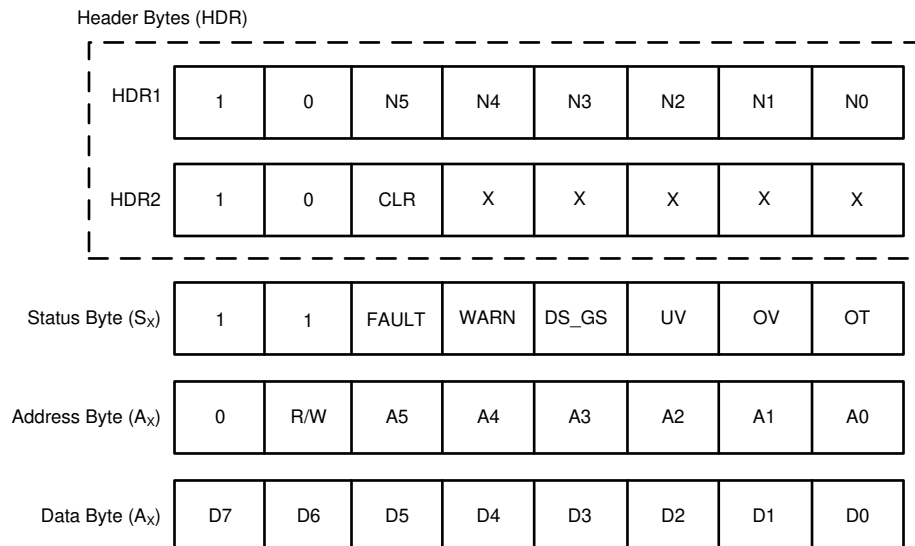 Header Bytes (HDR)
HDR1 1 0 N5 N4 N3 N2 N1 N0
HDR2 1 0 CLR X X X X X
Status Byte (SX) 1 1 FAULT WARN DS_GS UV OV OT
Address Byte (AX) 0 R/W A5 A4 A3 A2 A1 A0
Data Byte (AX) D7 D6 D5 D4 D3 D2 D1 D0